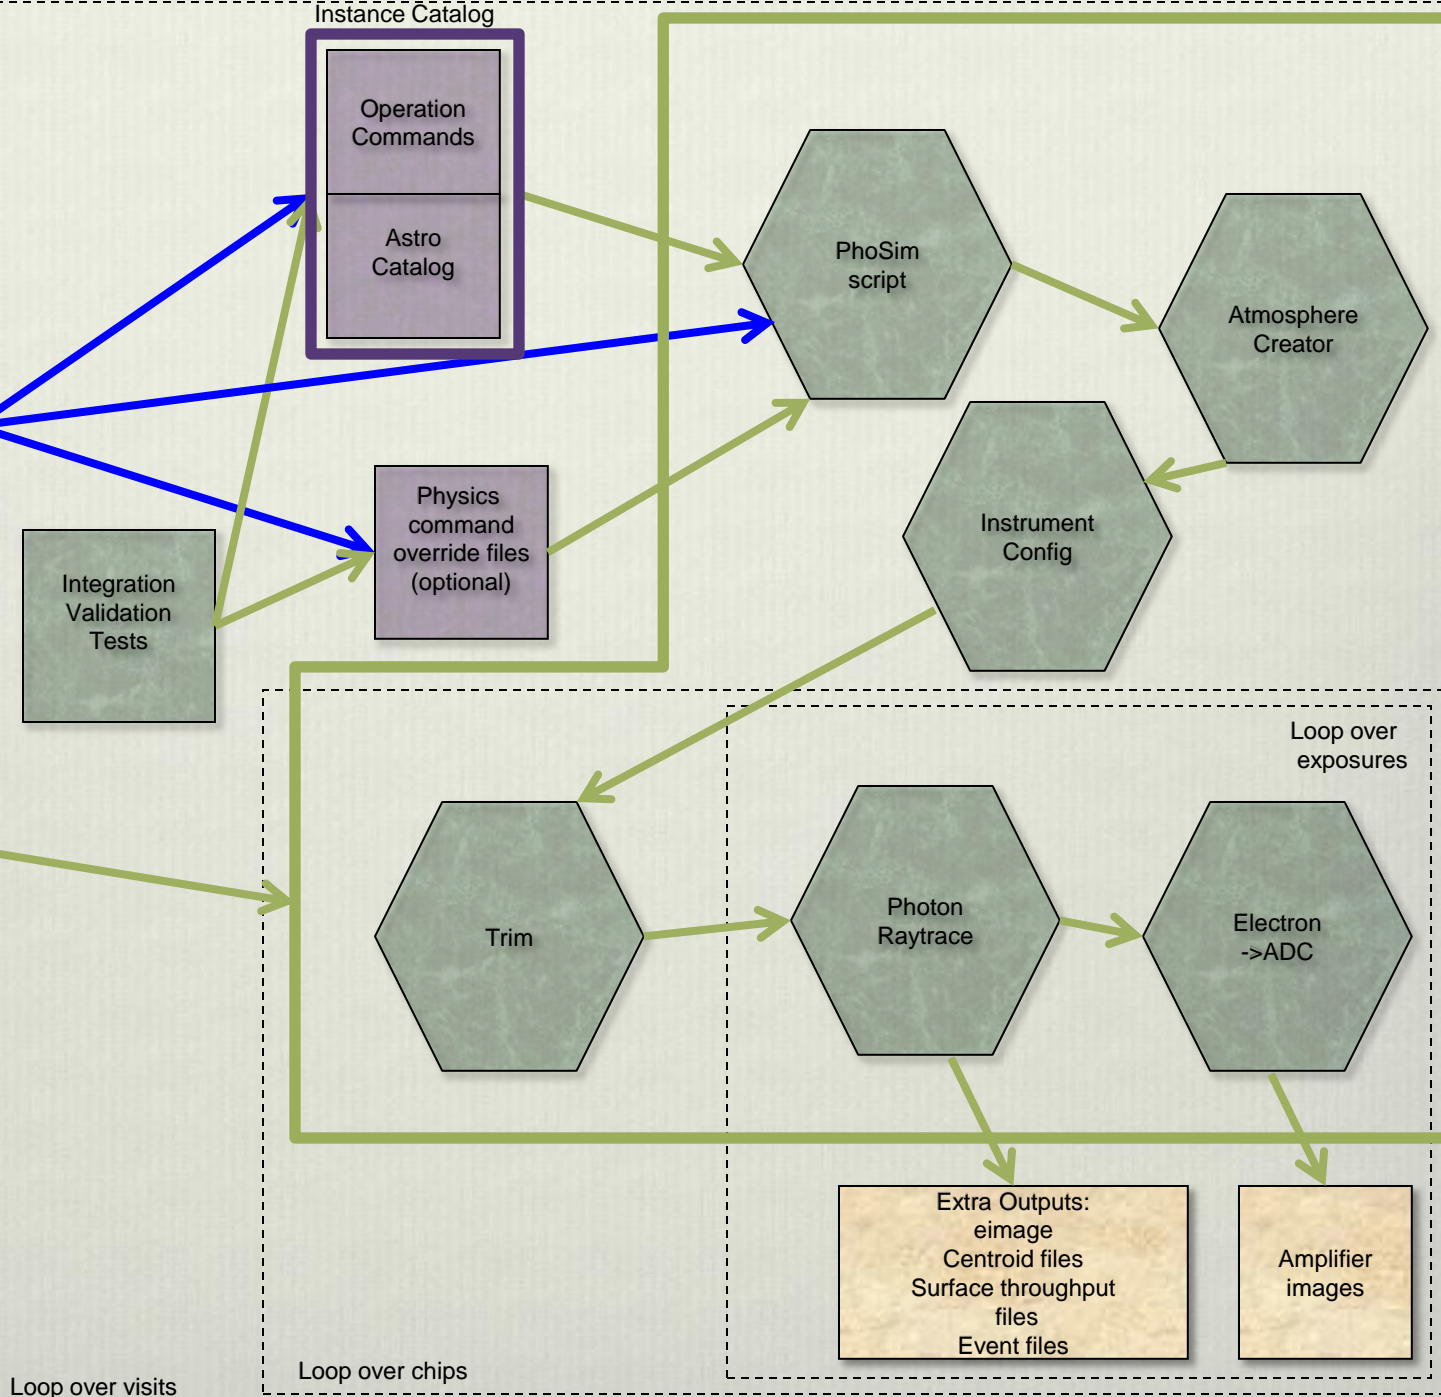 Instance Catalog
Operation
Commands
Astro
Catalog
PhoSim
script
Atmosphere
Creator
Physics
command
override files
(optional)
Instrument
Config
Integration
Validation
Tests
Loop over
exposures
Trim
Photon
Raytrace
Electron
->ADC
Extra Outputs:
eimage
Centroid files
Surface throughput
files
Event files
Amplifier
images
Loop over chips
Loop over visits